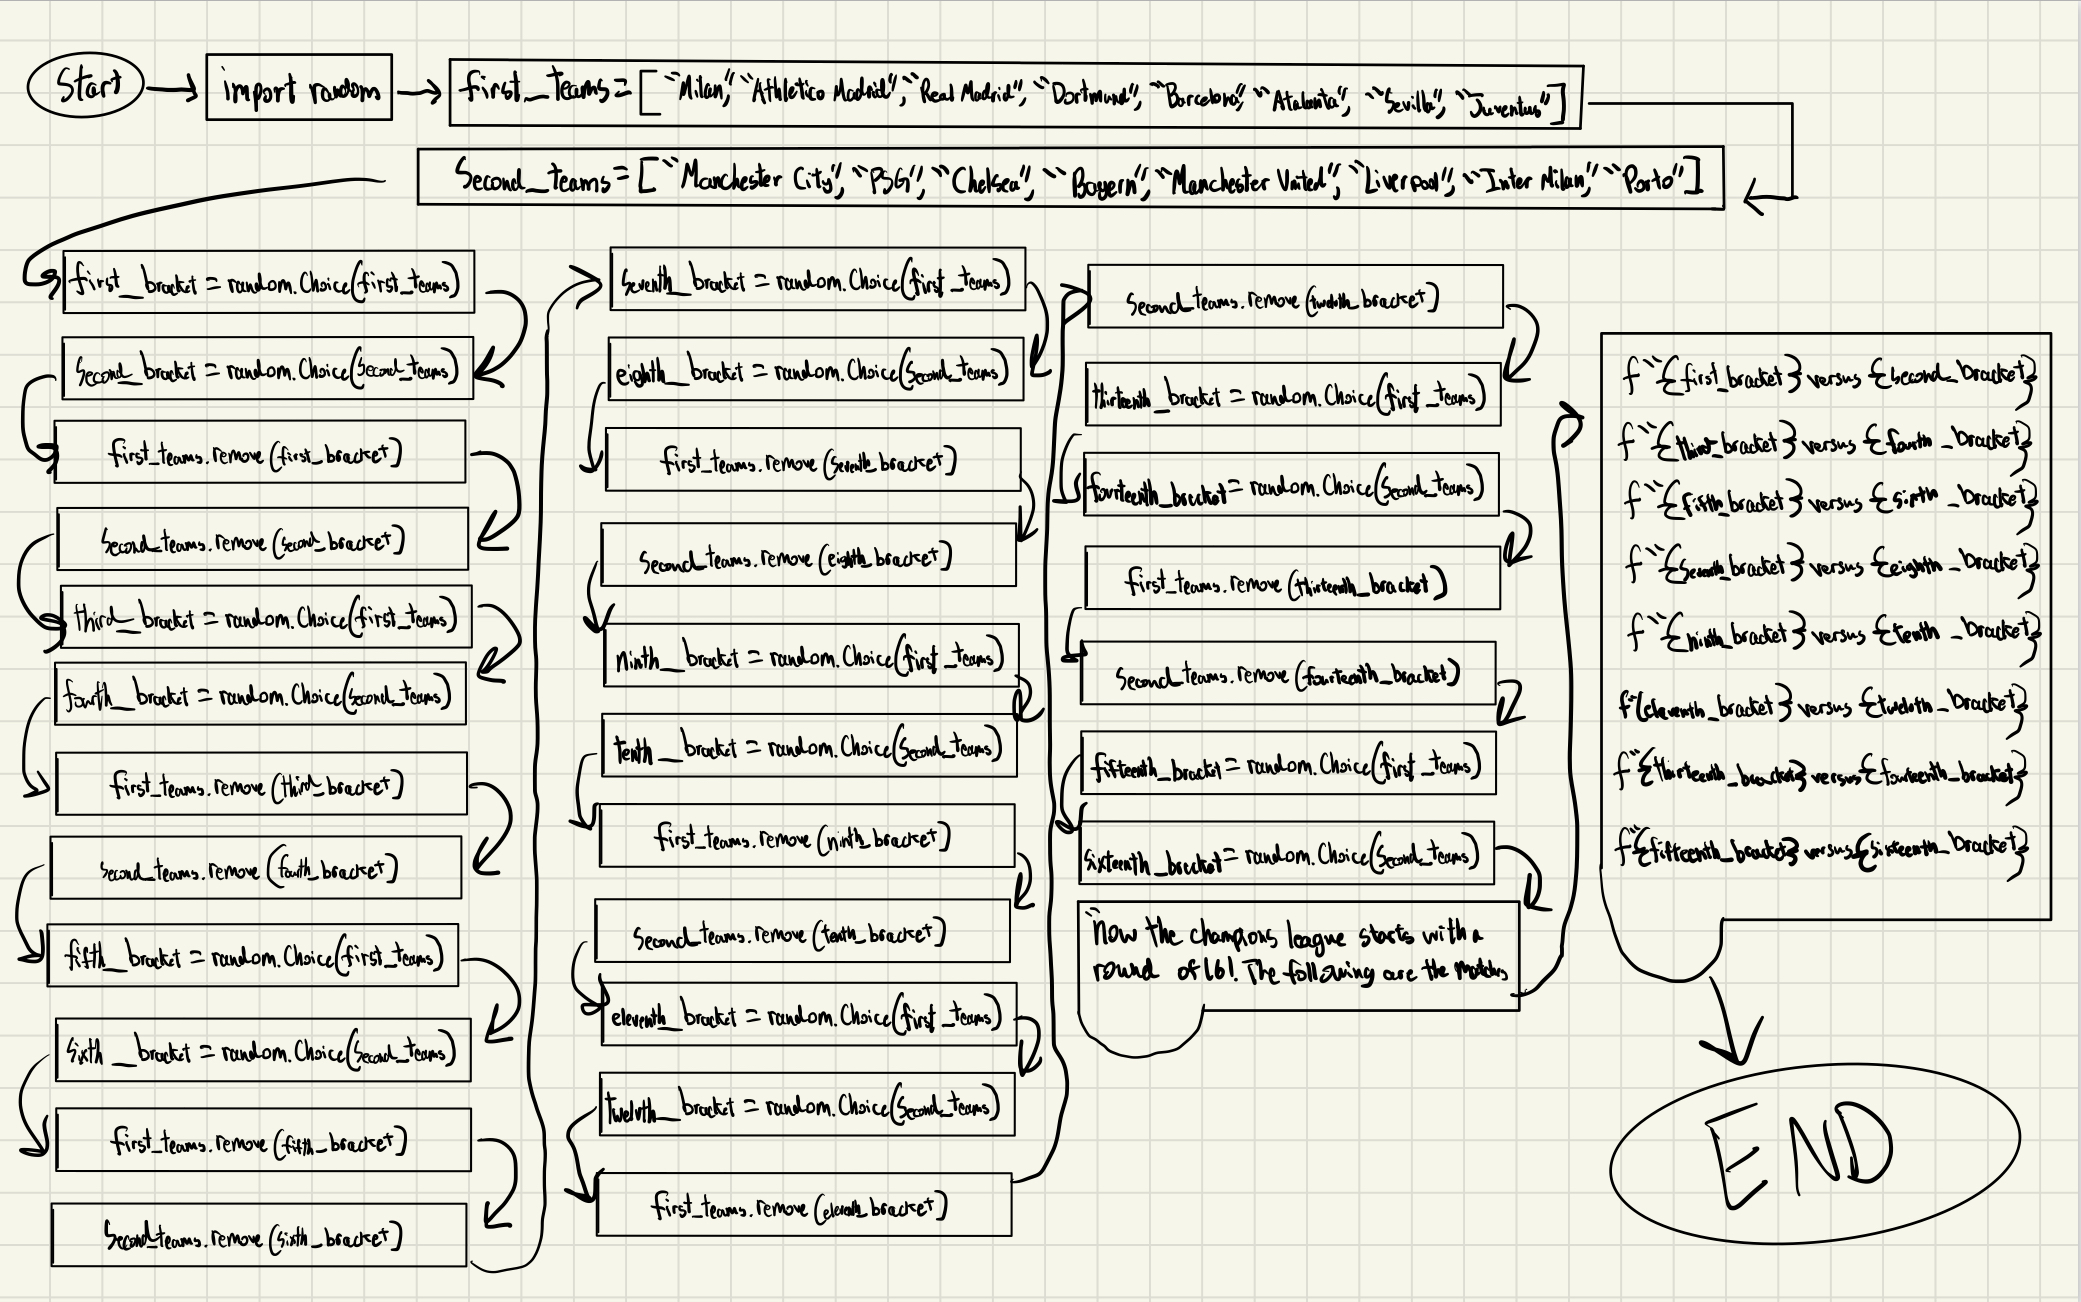 Start
import random
first_teams = ["Milan", "Athletico Madrid", "Real Madrid", "Dortmund", "Barcelona", "Atalanta", "Sevilla", "Juventus"]
Second_teams = ["Manchester City", "PSG", "Chelsea", "Bayern", "Manchester United", "Liverpool", "Inter Milan", "Porto"]
first_bracket = random.Choice(first_teams)
Second_bracket = random.Choice(Second_teams)
first_teams.remove(first_bracket)
Second_teams.remove(Second_bracket)
third_bracket = random.Choice(first_teams)
fourth_bracket = random.Choice(Second_teams)
first_teams.remove(third_bracket)
Second_teams.remove(fourth_bracket)
fifth_bracket = random.Choice(first_teams)
Sixth_bracket = random.Choice(Second_teams)
first_teams.remove(fifth_bracket)
Second_teams.remove(Sixth_bracket)
Seventh_bracket = random.Choice(first_teams)
eighth_bracket = random.Choice(Second_teams)
first_teams.remove(Seventh_bracket)
Second_teams.remove(eighth_bracket)
ninth_bracket = random.Choice(first_teams)
tenth_bracket = random.Choice(Second_teams)
first_teams.remove(ninth_bracket)
Second_teams.remove(tenth_bracket)
eleventh_bracket = random.Choice(first_teams)
twelvth_bracket = random.Choice(Second_teams)
first_teams.remove(eleventh_bracket)
Second_teams.remove(twelvth_bracket)
thirteenth_bracket = random.Choice(first_teams)
fourteenth_bracket = random.Choice(Second_teams)
first_teams.remove(thirteenth_bracket)
Second_teams.remove(fourteenth_bracket)
fifteenth_bracket = random.Choice(first_teams)
Sixteenth_bracket = random.Choice(Second_teams)
"Now the champions league starts with a
round of 16! The following are the matches
f"{first_bracket} versus {Second_bracket}
f"{third_bracket} versus {fourth_bracket}
f"{fifth_bracket} versus {sixth_bracket}
f"{Seventh_bracket} versus {eighth_bracket}
f"{ninth_bracket} versus {tenth_bracket}
f"{eleventh_bracket} versus {twelvth_bracket}
f"{thirteenth_bracket} versus {fourteenth_bracket}
f"{fifteenth_bracket} versus {Sixteenth_bracket}
END